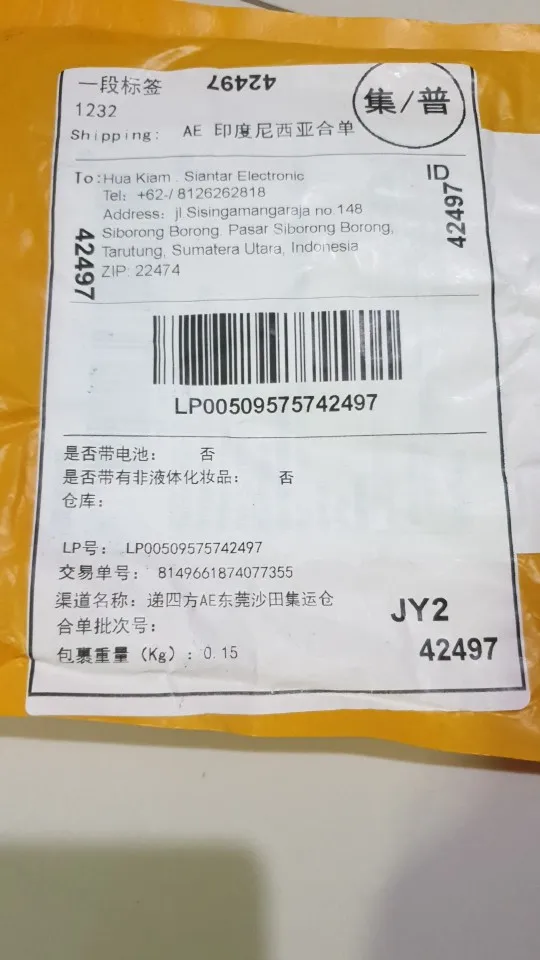 一段标签
42497
集/普
1232
Shipping: AE 印度尼西亚合单
To:Hua Kiam . Siantar Electronic
ID
Tel: +62-/ 8126262818
Address: jl.Sisingamangaraja no.148
Siborong Borong. Pasar Siborong Borong,
Tarutung, Sumatera Utara, Indonesia
ZIP: 22474
42497
42497
LP00509575742497
是否带电池: 否
是否带有非液体化妆品: 否
仓库:
LP号: LP00509575742497
交易单号: 8149661874077355
渠道名称: 递四方AE东莞沙田集运仓
JY2
合单批次号:
包裹重量 (Kg): 0.15
42497